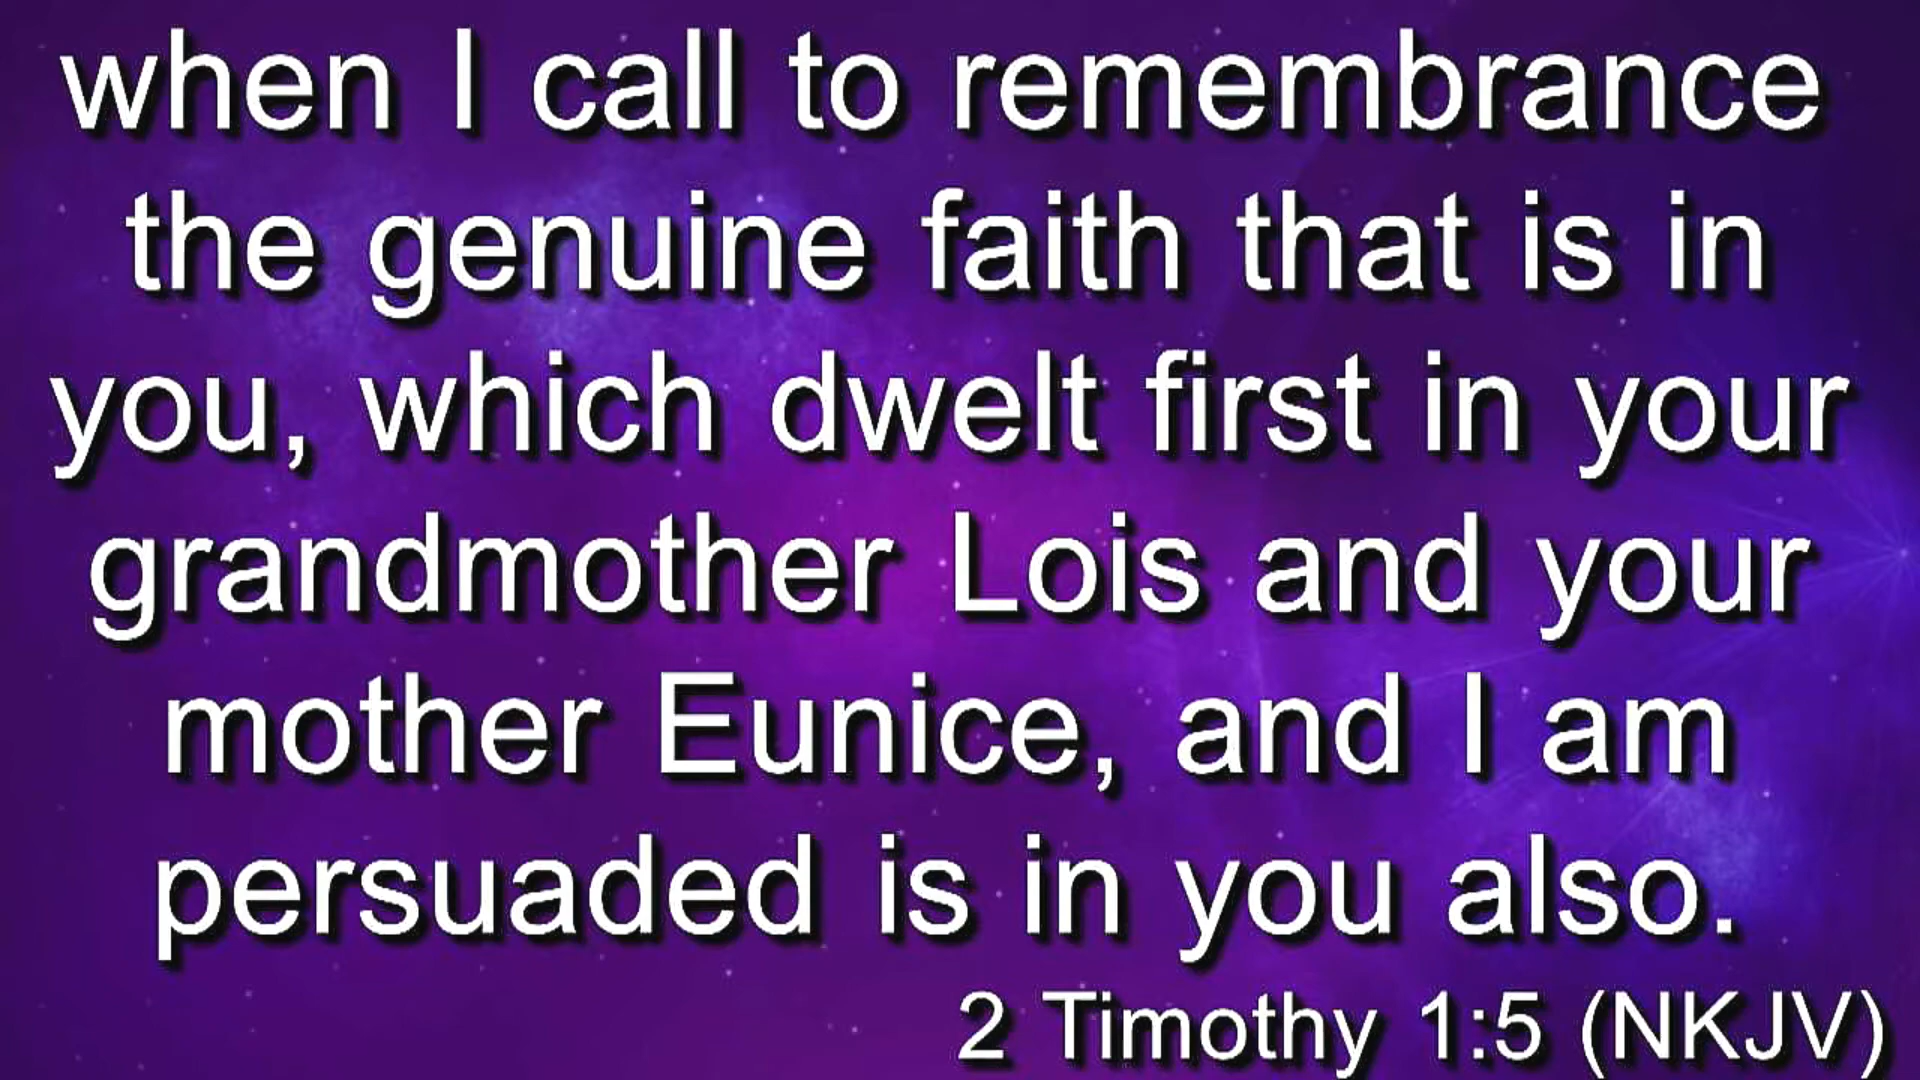 when I call to remembrance
the genuine faith that is in
you, which dwelt first in your
grandmother Lois and your
mother Eunice, and I am
persuaded is in you also.
2 Timothy 1:5 (NKJV)